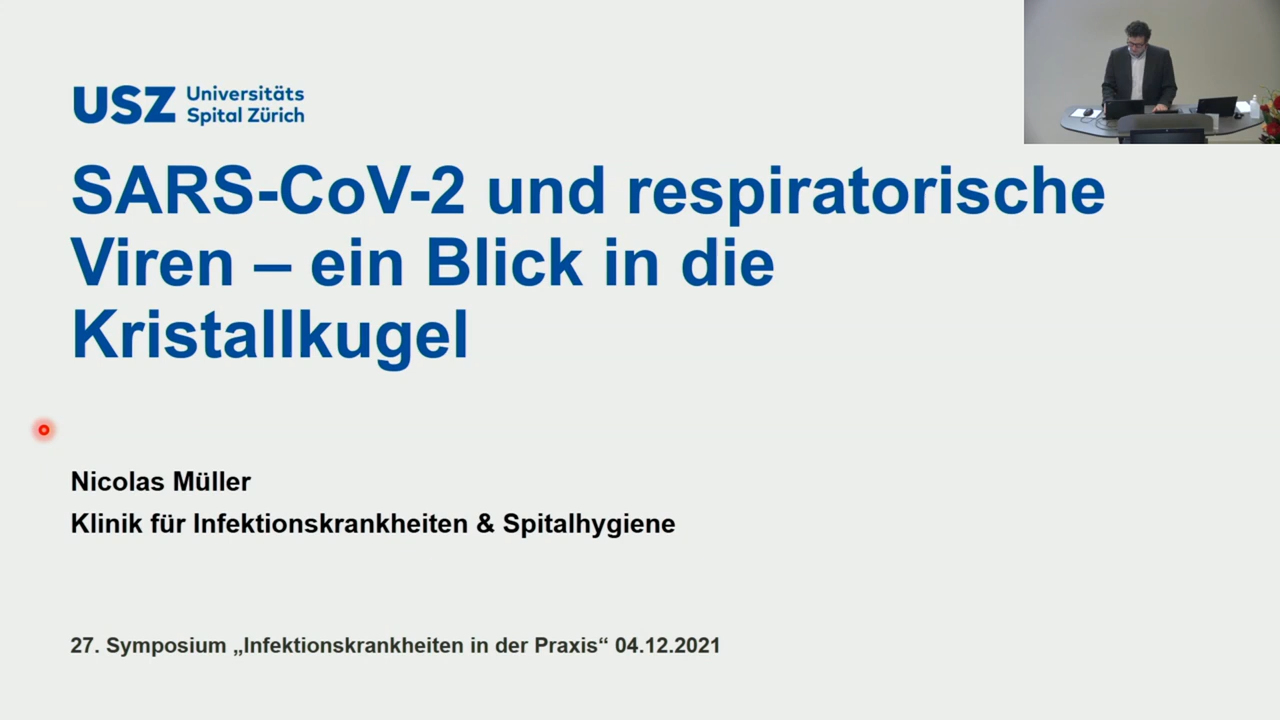 USZ Universitäts
Spital Zürich
SARS-CoV-2 und respiratorische
Viren – ein Blick in die
Kristallkugel
Nicolas Müller
Klinik für Infektionskrankheiten & Spitalhygiene
27. Symposium „Infektionskrankheiten in der Praxis“ 04.12.2021